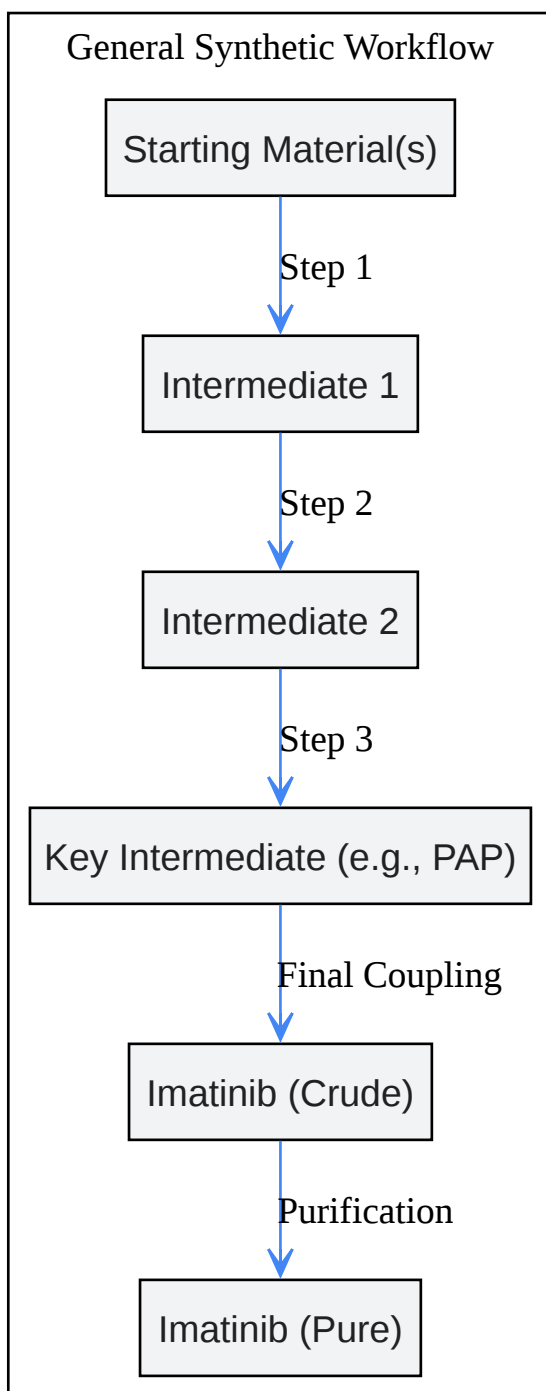 General Synthetic Workflow
Starting Material(s)
Step 1
Intermediate 1
Step 2
Intermediate 2
Step 3
Key Intermediate (e.g., PAP)
Final Coupling
Imatinib (Crude)
Purification
Imatinib (Pure)